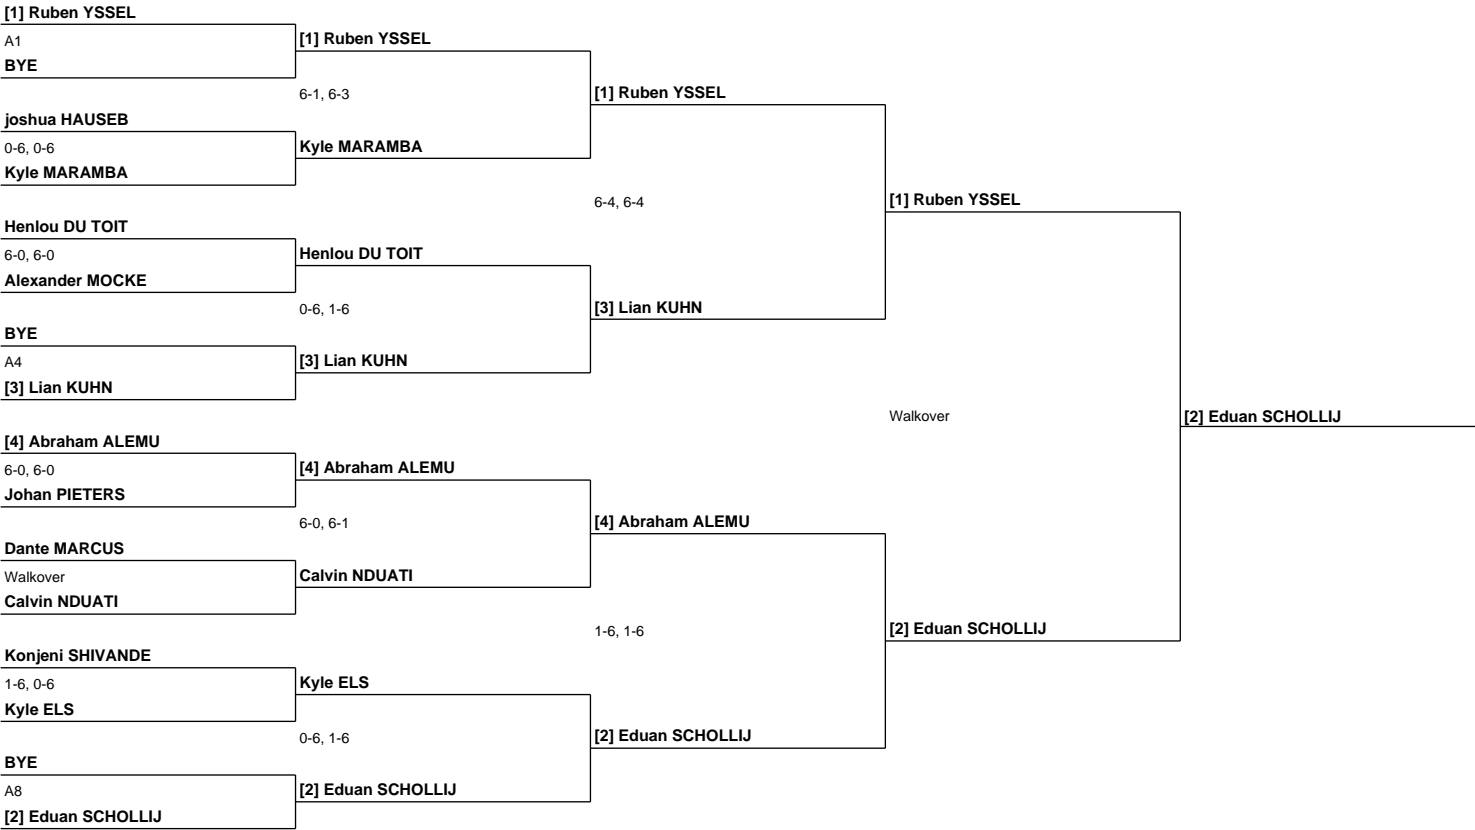 [1] Ruben YSSEL
A1
BYE
joshua HAUSEB
0-6, 0-6
Kyle MARAMBA
Henlou DU TOIT
6-0, 6-0
Alexander MOCKE
BYE
A4
[3] Lian KUHN
[4] Abraham ALEMU
6-0, 6-0
Johan PIETERS
Dante MARCUS
Walkover
Calvin NDUATI
Konjeni SHIVANDE
1-6, 0-6
Kyle ELS
BYE
A8
[2] Eduan SCHOLLIJ
[1] Ruben YSSEL
6-1, 6-3
Kyle MARAMBA
Henlou DU TOIT
0-6, 1-6
[3] Lian KUHN
[4] Abraham ALEMU
6-0, 6-1
Calvin NDUATI
Kyle ELS
0-6, 1-6
[2] Eduan SCHOLLIJ
[1] Ruben YSSEL
6-4, 6-4
[3] Lian KUHN
[4] Abraham ALEMU
1-6, 1-6
[2] Eduan SCHOLLIJ
[1] Ruben YSSEL
Walkover
[2] Eduan SCHOLLIJ
[2] Eduan SCHOLLIJ